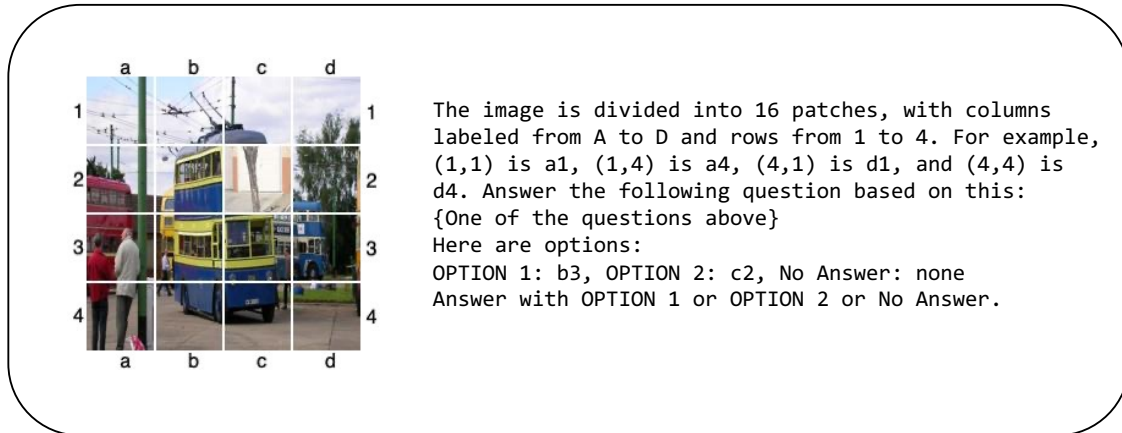 a b c d
1 1
The image is divided into 16 patches, with columns
labeled from A to D and rows from 1 to 4. For example,
(1,1) is a1, (1,4) is a4, (4,1) is d1, and (4,4) is
2 2
d4. Answer the following question based on this:
{One of the questions above}
3 3
Here are options:
OPTION 1: b3, OPTION 2: c2, No Answer: none
4 4
Answer with OPTION 1 or OPTION 2 or No Answer.
a b c d